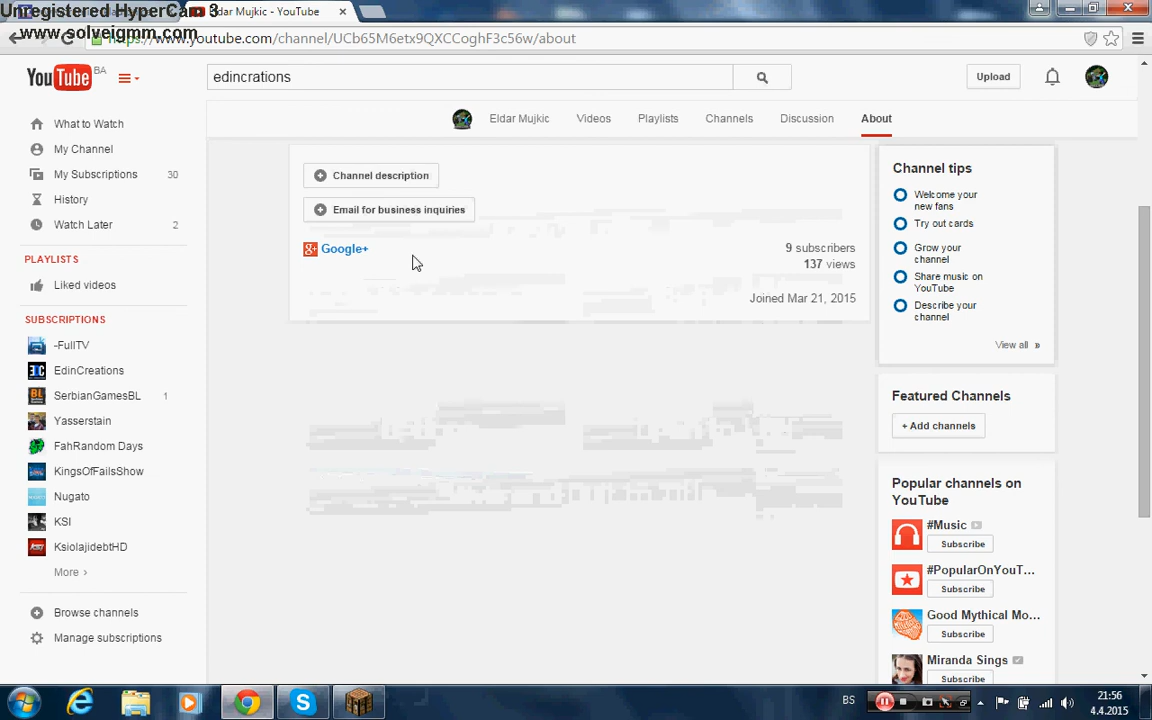 Unregistered HyperCam 3
www.solveigmm.com
Eldar Mujkic - YouTube
https://www.youtube.com/channel/UCb65M6etx9QXCCoghF3c56w/about
YouTube BA
edincrations
Upload
Eldar Mujkic
Videos
Playlists
Channels
Discussion
About
What to Watch
My Channel
My Subscriptions 30
History
Watch Later 2
PLAYLISTS
Liked videos
SUBSCRIPTIONS
-FullTV
EdinCreations
SerbianGamesBL 1
Yasserstain
FahRandom Days
KingsOfFailsShow
Nugato
KSI
KsiolajidebtHD
More ›
Browse channels
Manage subscriptions
Channel description
Email for business inquiries
Google+
9 subscribers
137 views
Joined Mar 21, 2015
Channel tips
Welcome your
new fans
Try out cards
Grow your
channel
Share music on
YouTube
Describe your
channel
View all »
Featured Channels
+ Add channels
Popular channels on
YouTube
#Music
Subscribe
#PopularOnYouT...
Subscribe
Good Mythical Mo...
Subscribe
Miranda Sings
Subscribe
BS
21:56
4.4.2015